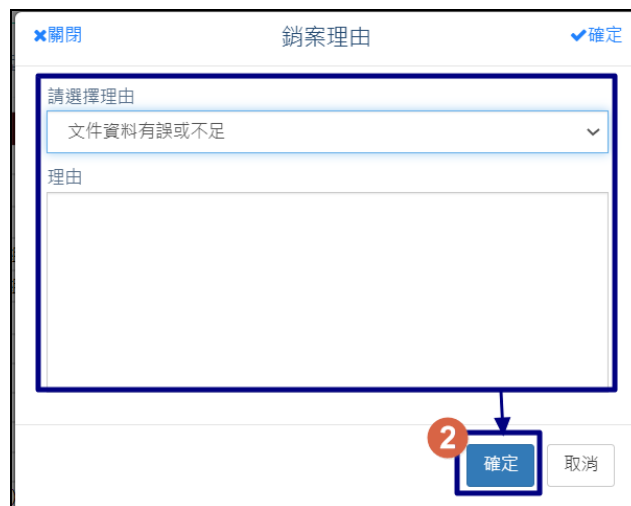 ✖關閉 銷案理由 ✔確定
請選擇理由
文件資料有誤或不足
理由
2
確定 取消